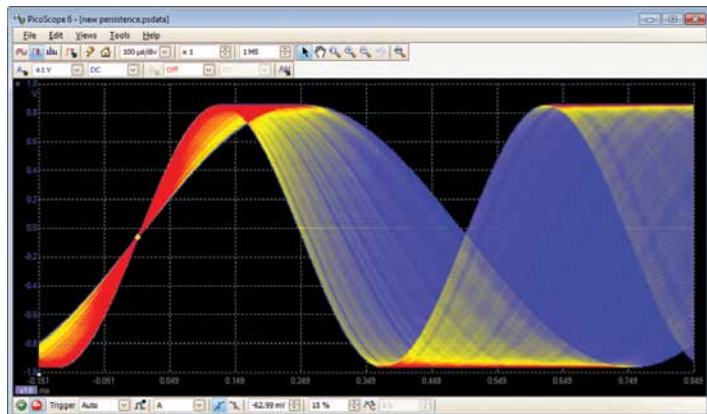 PicoScope 6 - [new persistence.psdata]
File Edit Views Tools Help
100 µs/div x 1 1 MS
A ±1 V DC Off
1.0
V
0.8
0.6
0.4
0.2
0.0
-0.2
-0.4
-0.6
-0.8
-1.0
-0.151 -0.051 0.049 0.149 0.249 0.349 0.449 0.549 0.649 0.749 0.849
x1.0 ms
Trigger Auto A -62.99 mV 15 %